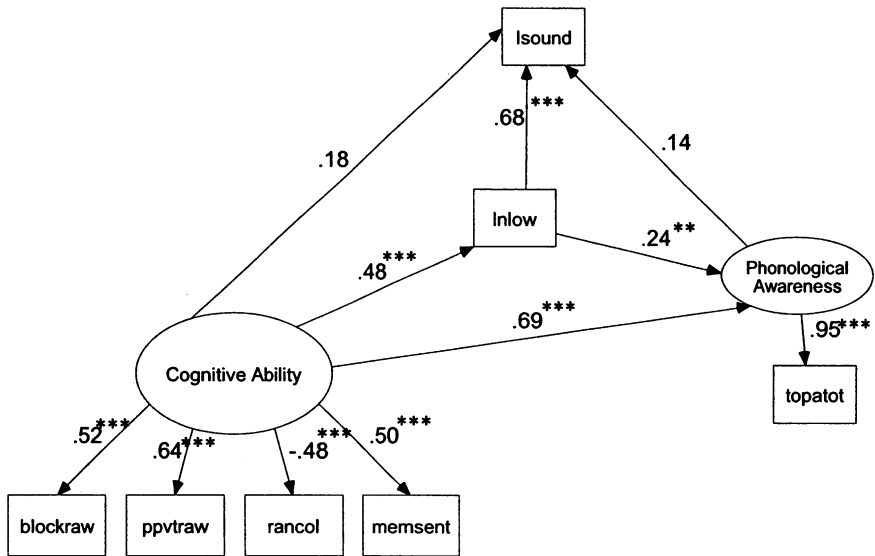 lsound
.68***
.18
.14
lnlow
.24**
.48***
Phonological
Awareness
.69***
.95***
Cognitive Ability
topatot
.52***
.64***
-.48***
.50***
blockraw
ppvtraw
rancol
memsent